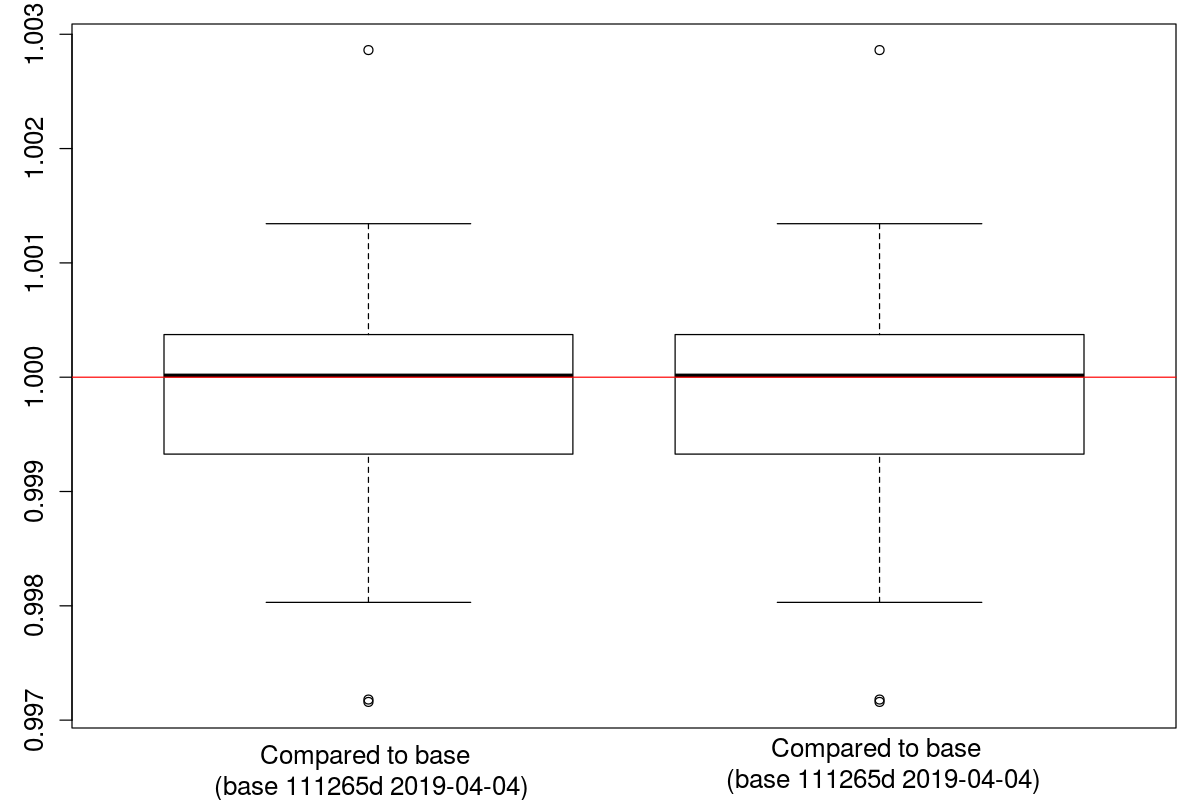 1.003
1.002
1.001
1.000
0.999
0.998
0.997
Compared to base
(base 111265d 2019-04-04)
Compared to base
(base 111265d 2019-04-04)